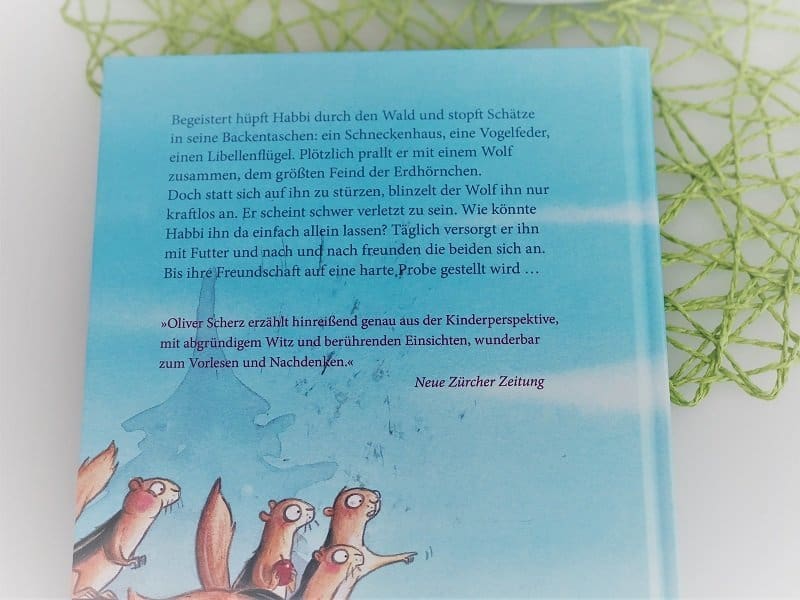 Begeistert hüpft Habbi durch den Wald und stopft Schätze
in seine Backentaschen: ein Schneckenhaus, eine Vogelfeder,
einen Libellenflügel. Plötzlich prallt er mit einem Wolf
zusammen, dem größten Feind der Erdhörnchen.
Doch statt sich auf ihn zu stürzen, blinzelt der Wolf ihn nur
kraftlos an. Er scheint schwer verletzt zu sein. Wie könnte
Habbi ihn da einfach allein lassen? Täglich versorgt er ihn
mit Futter und nach und nach freunden die beiden sich an.
Bis ihre Freundschaft auf eine harte Probe gestellt wird …
»Oliver Scherz erzählt hinreißend genau aus der Kinderperspektive,
mit abgründigem Witz und berührenden Einsichten, wunderbar
zum Vorlesen und Nachdenken.«
Neue Zürcher Zeitung